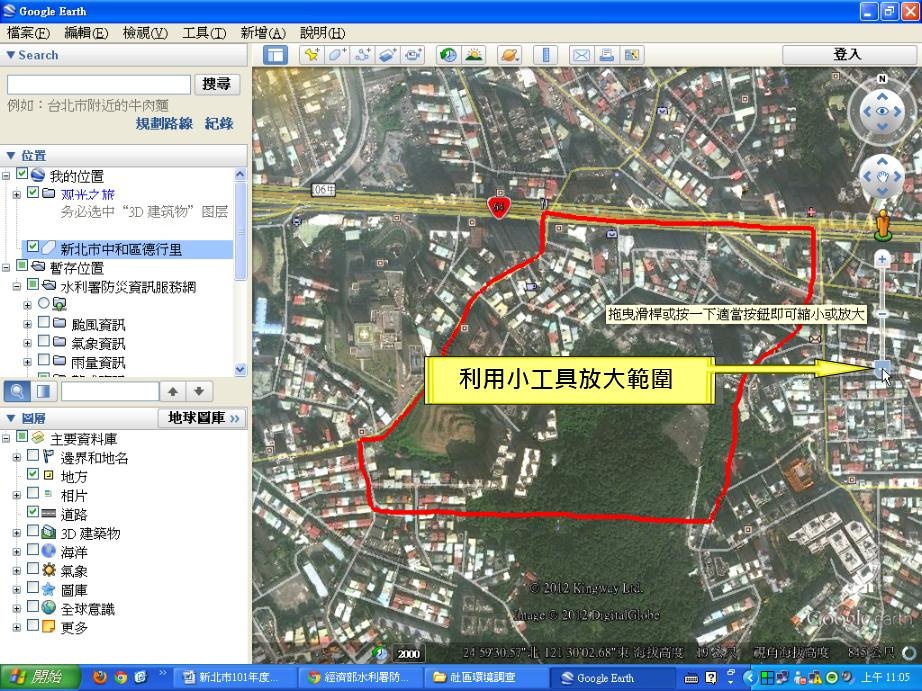 Google Earth
檔案(F) 編輯(E) 檢視(V) 工具(T) 新增(A) 說明(H)
▼ Search
登入
搜尋
例如：台北市附近的牛肉麵
規劃路線 紀錄
▼ 位置
我的位置
观光之旅
务必选中“3D 建筑物”图层
新北市中和區德行里
暫存位置
水利署防災資訊服務網
颱風資訊
氣象資訊
雨量資訊
▼ 圖層
地球圖庫 »
主要資料庫
邊界和地名
地方
相片
道路
3D 建築物
海洋
氣象
圖庫
全球意識
更多
N
106甲
64
拖曳滑桿或按一下適當按鈕即可縮小或放大
利用小工具放大範圍
© 2012 Kingway Ltd.
Image © 2012 DigitalGlobe
Google earth
2000
24 59'30.57"北 121 30'02.68"東 海拔高度 19 公尺 視角海拔高度 845 公尺
開始
新北市101年度...
經濟部水利署防...
社區環境調查
Google Earth
上午 11:05